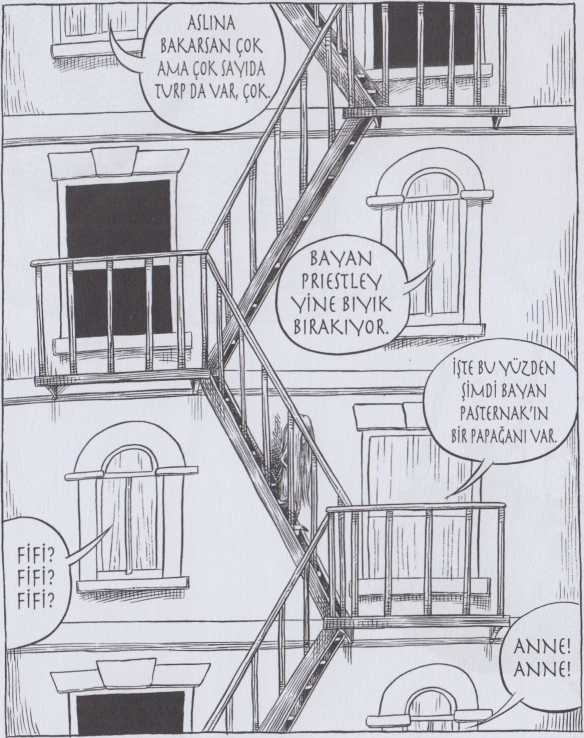 ASLINA
BAKARSAN ÇOK
AMA ÇOK SAYIDA
TURP DA VAR, ÇOK.
BAYAN
PRIESTLEY
YİNE BIYIK
BIRAKIYOR.
İŞTE BU YÜZDEN
ŞİMDİ BAYAN
PASTERNAK'IN
BİR PAPAĞANI VAR.
FİFİ?
FİFİ?
FİFİ?
ANNE!
ANNE!